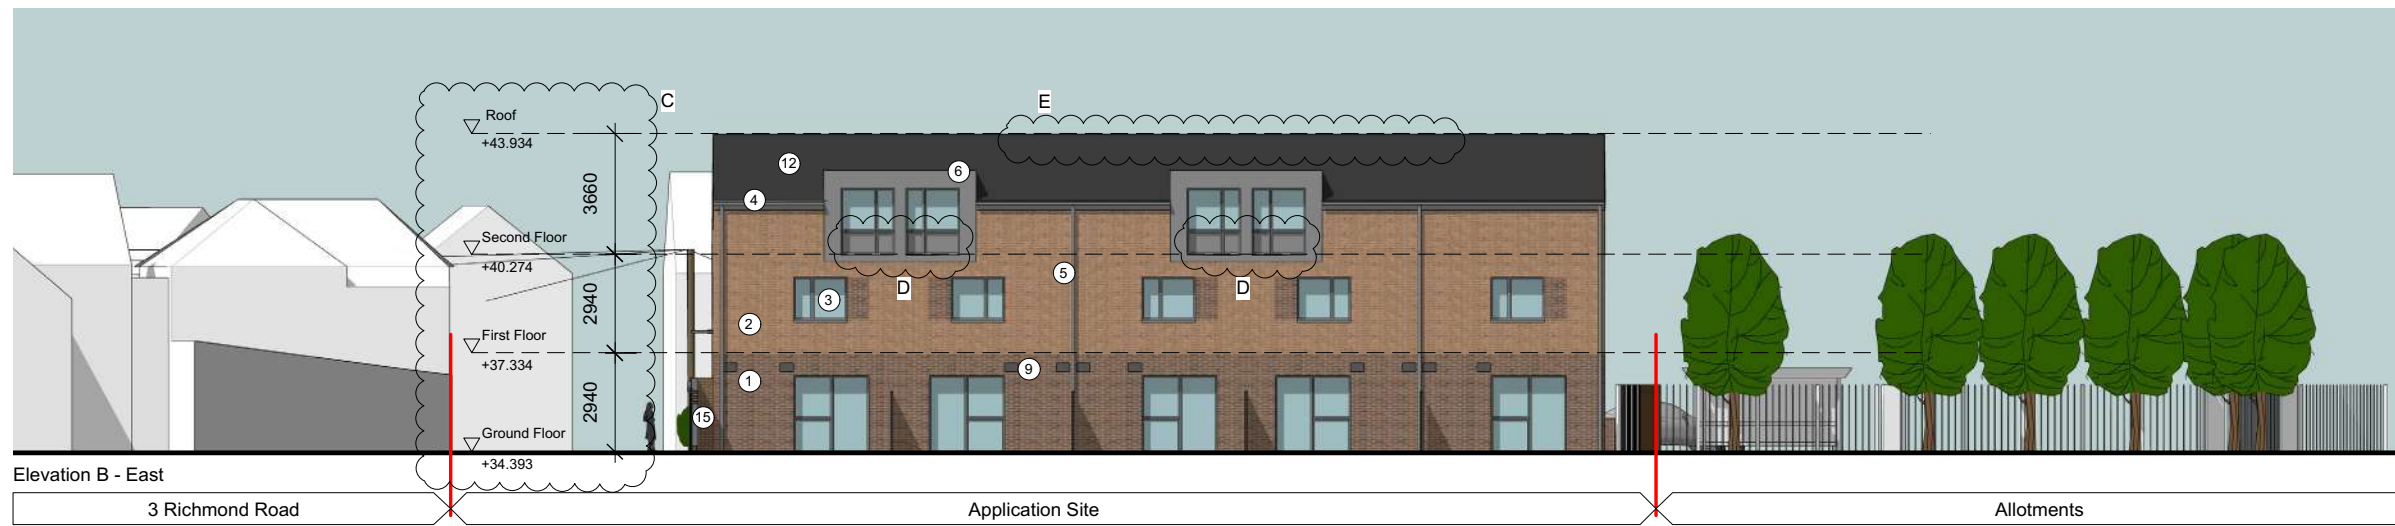 C
E
Roof
+43.934
12
6
3660
4
Second Floor
+40.274
5
D
D
3
2940
2
First Floor
+37.334
9
1
2940
15
Ground Floor
+34.393
Elevation B - East
3 Richmond Road
Application Site
Allotments